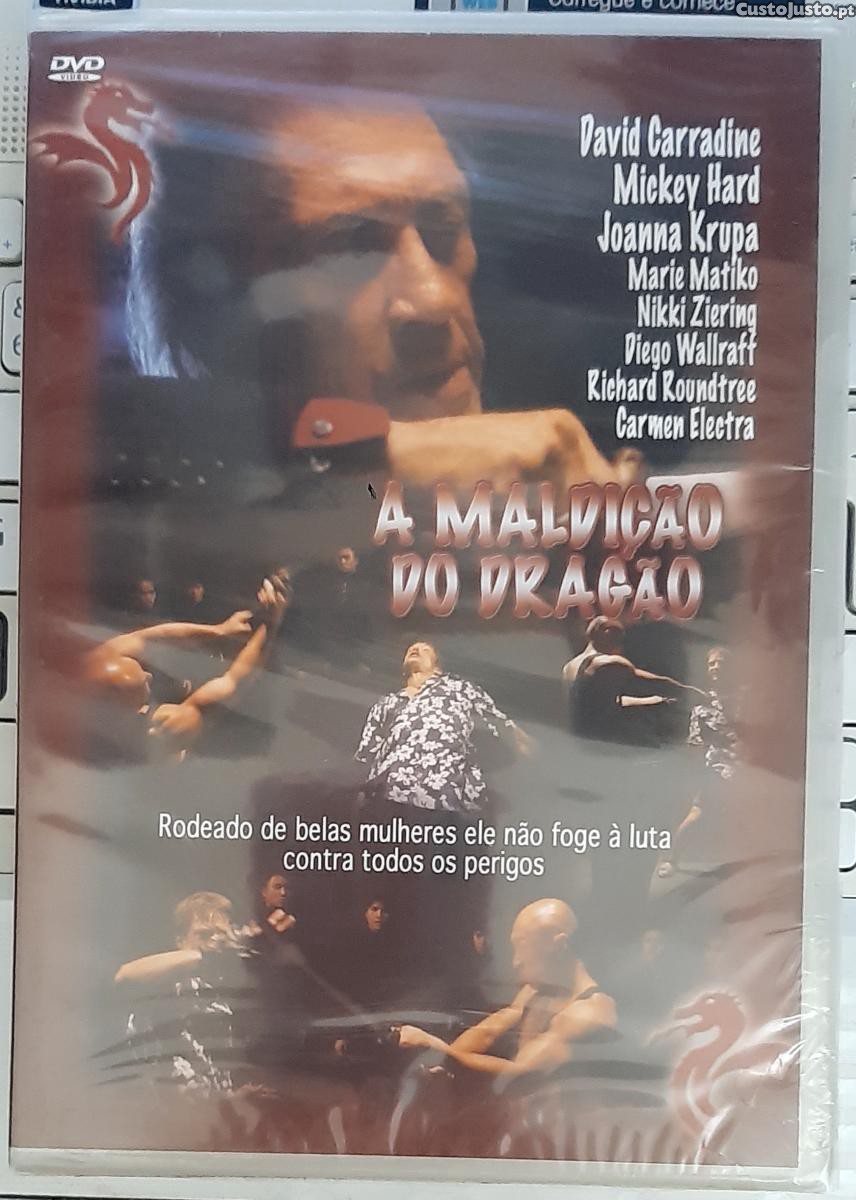 CustoJusto.pt
DVD
VIDEO
David Carradine
Mickey Hard
Joanna Krupa
Marie Matiko
Nikki Ziering
Diego Wallraff
Richard Roundtree
Carmen Electra
A MALDIÇÃO
DO DRAGÃO
Rodeado de belas mulheres ele não foge à luta
contra todos os perigos